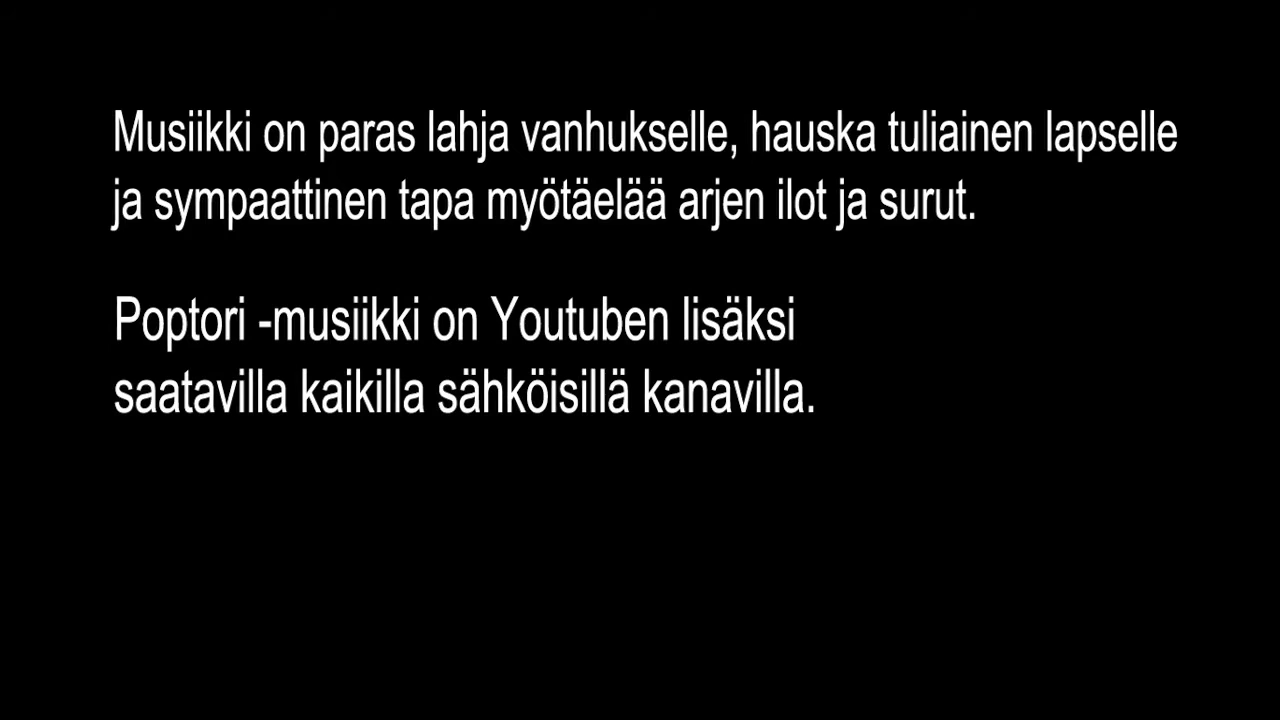 Musiikki on paras lahja vanhukselle, hauska tuliainen lapselle
ja sympaattinen tapa myötäelää arjen ilot ja surut.
Poptori -musiikki on Youtuben lisäksi
saatavilla kaikilla sähköisillä kanavilla.